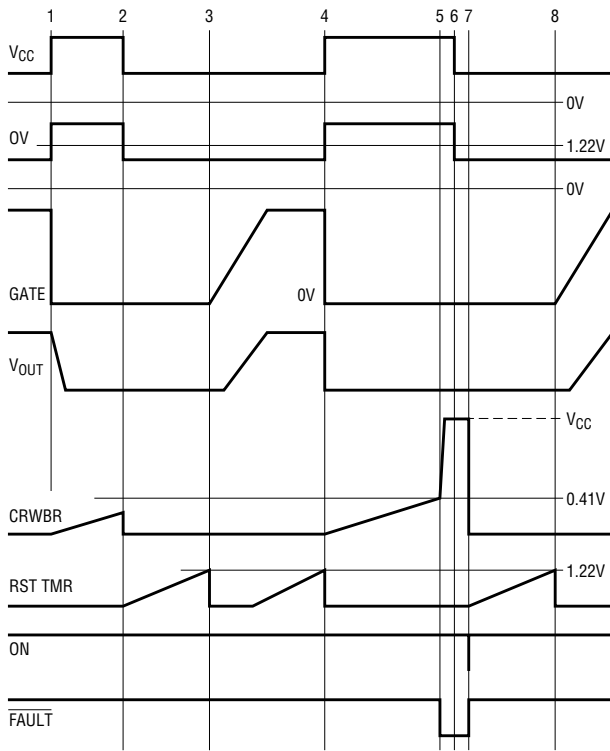 1 2 3 4 5 6 7 8
VCC
0V
OV
1.22V
0V
GATE
0V
VOUT
VCC
0.41V
CRWBR
1.22V
RST TMR
ON
FAULT